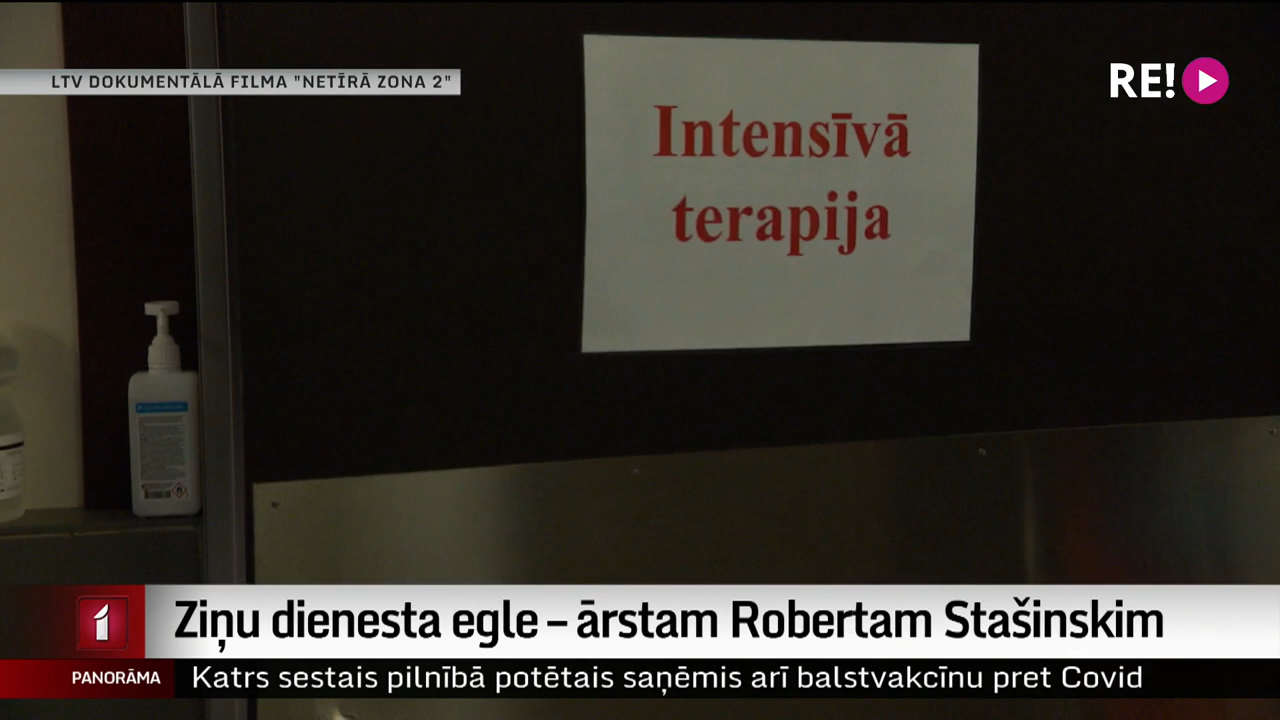 LTV DOKUMENTĀLĀ FILMA "NETĪRĀ ZONA 2"
RE!
Intensīvā
terapija
1
Ziņu dienesta egle – ārstam Robertam Stašinskim
PANORĀMA
Katrs sestais pilnībā potētais saņēmis arī balstvakcīnu pret Covid